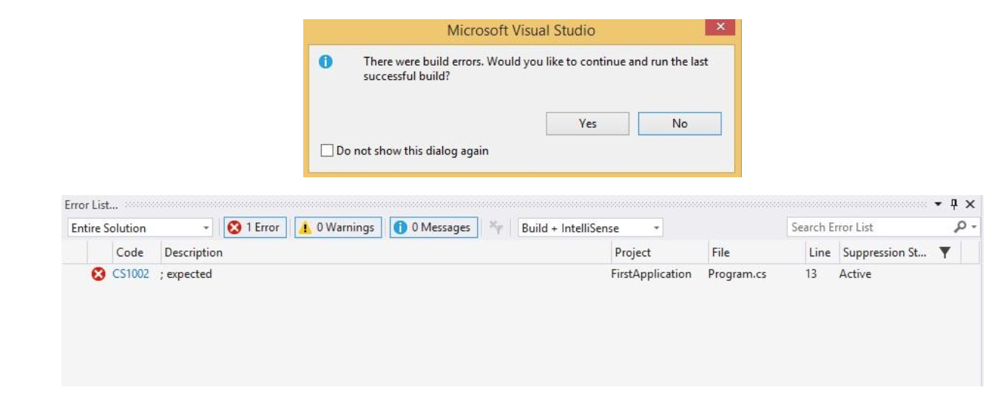 Microsoft Visual Studio
There were build errors. Would you like to continue and run the last
successful build?
Yes No
Do not show this dialog again
Error List...
Entire Solution 1 Error 0 Warnings 0 Messages Build + IntelliSense Search Error List
Code Description Project File Line Suppression St...
CS1002 ; expected FirstApplication Program.cs 13 Active